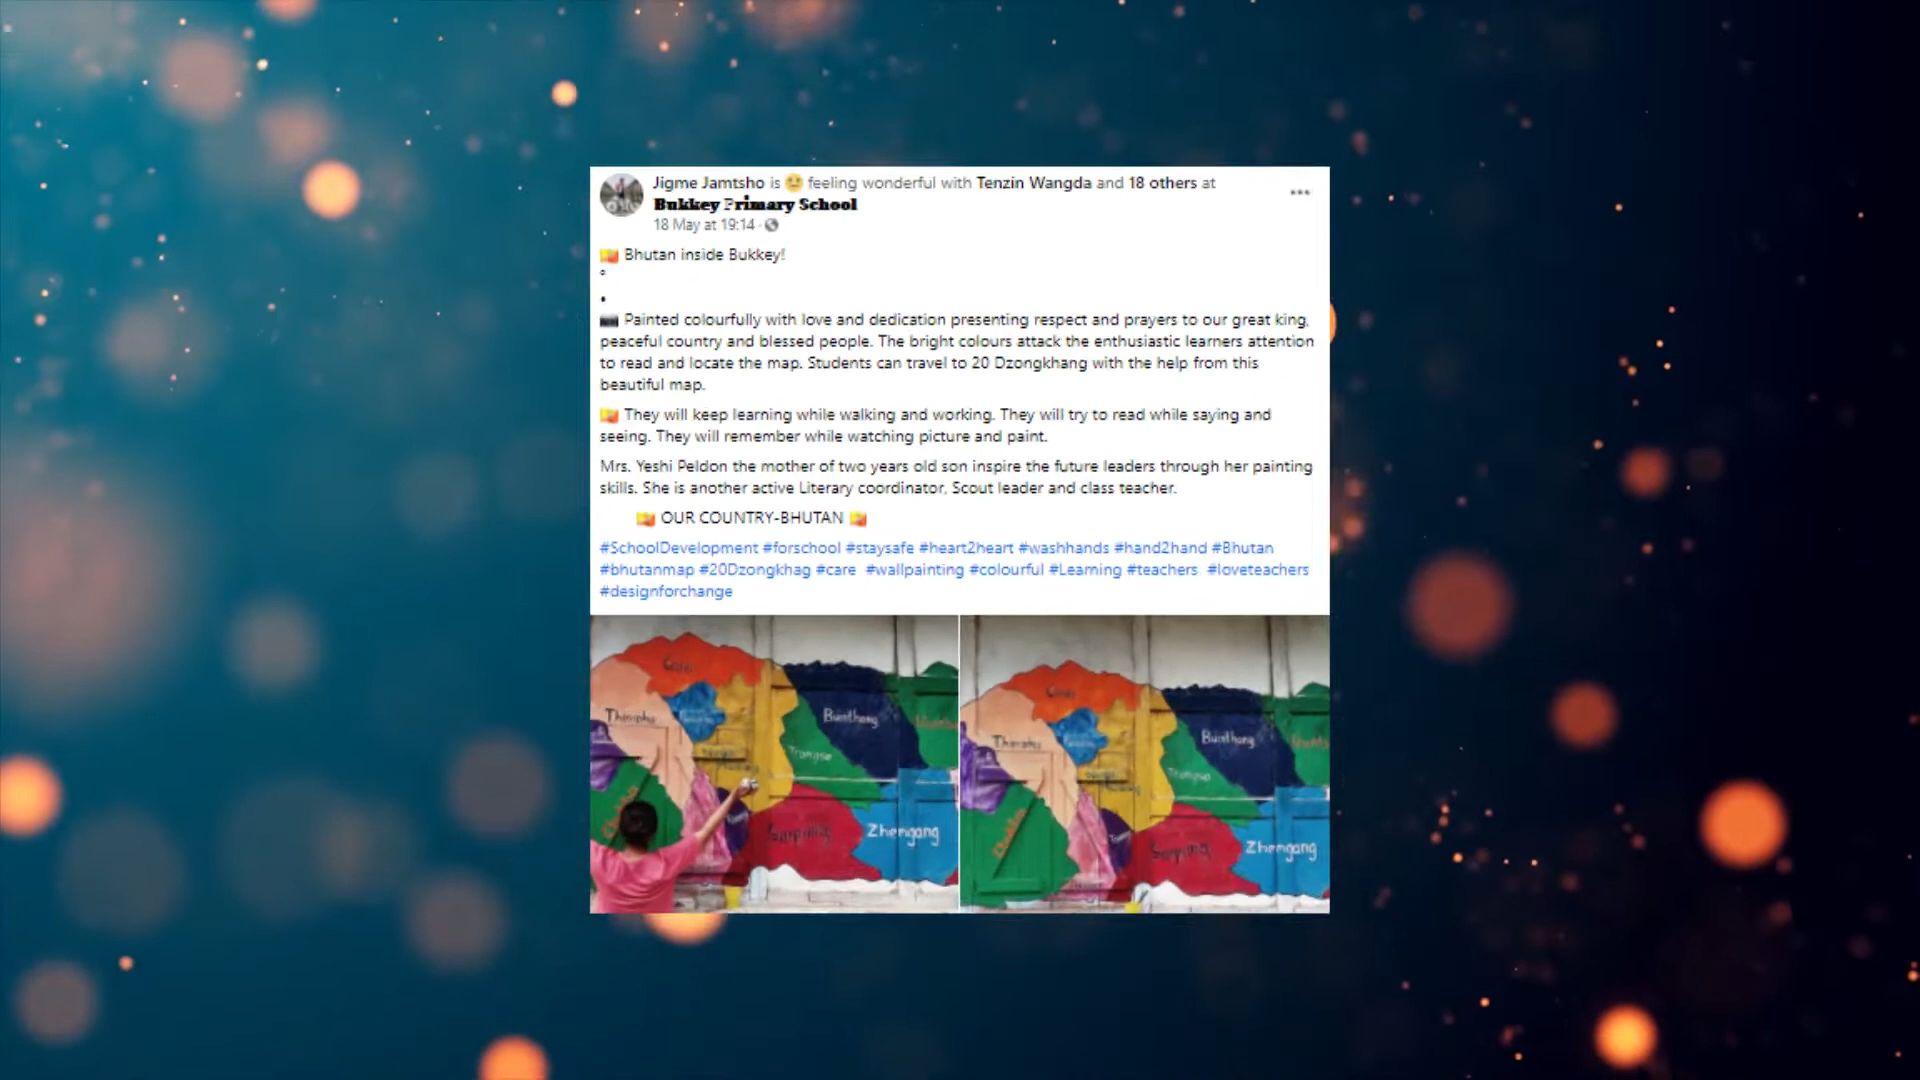 Jigme Jamtsho is 😀 feeling wonderful with Tenzin Wangda and 18 others at
Bukkey Primary School
18 May at 19:14 ·
🇧🇹 Bhutan inside Bukkey!
📷 Painted colourfully with love and dedication presenting respect and prayers to our great king,
peaceful country and blessed people. The bright colours attack the enthusiastic learners attention
to read and locate the map. Students can travel to 20 Dzongkhang with the help from this
beautiful map.
🇧🇹 They will keep learning while walking and working. They will try to read while saying and
seeing. They will remember while watching picture and paint.
Mrs. Yeshi Peldon the mother of two years old son inspire the future leaders through her painting
skills. She is another active Literary coordinator, Scout leader and class teacher.
🇧🇹 OUR COUNTRY-BHUTAN 🇧🇹
#SchoolDevelopment #forschool #staysafe #heart2heart #washhands #hand2hand #Bhutan
#bhutanmap #20Dzongkhag #care #wallpainting #colourful #Learning #teachers #loveteachers
#designforchange
Thimphu
Bumthang
Trongsa
Sarpang
Zhemgang
Thimphu
Bumthang
Trongsa
Sarpang
Zhemgang